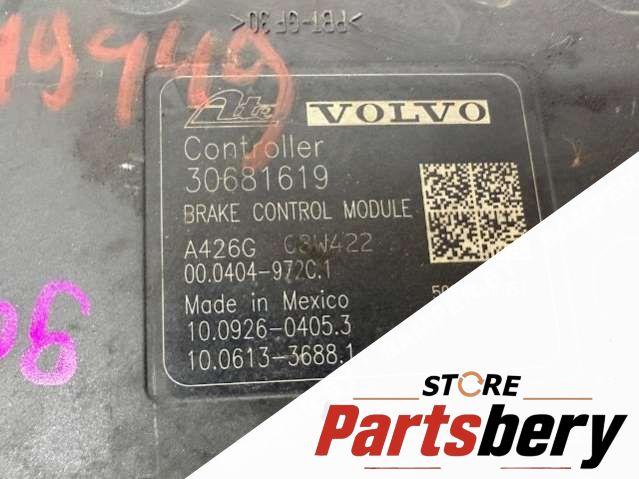 >PBT-GF30<
19449
Ate VOLVO
Controller
30681619
BRAKE CONTROL MODULE
A426G C8W422
00.0404-972C.1
Made in Mexico
10.0926-0405.3
10.0613-3688.1
STORE
Partsbery